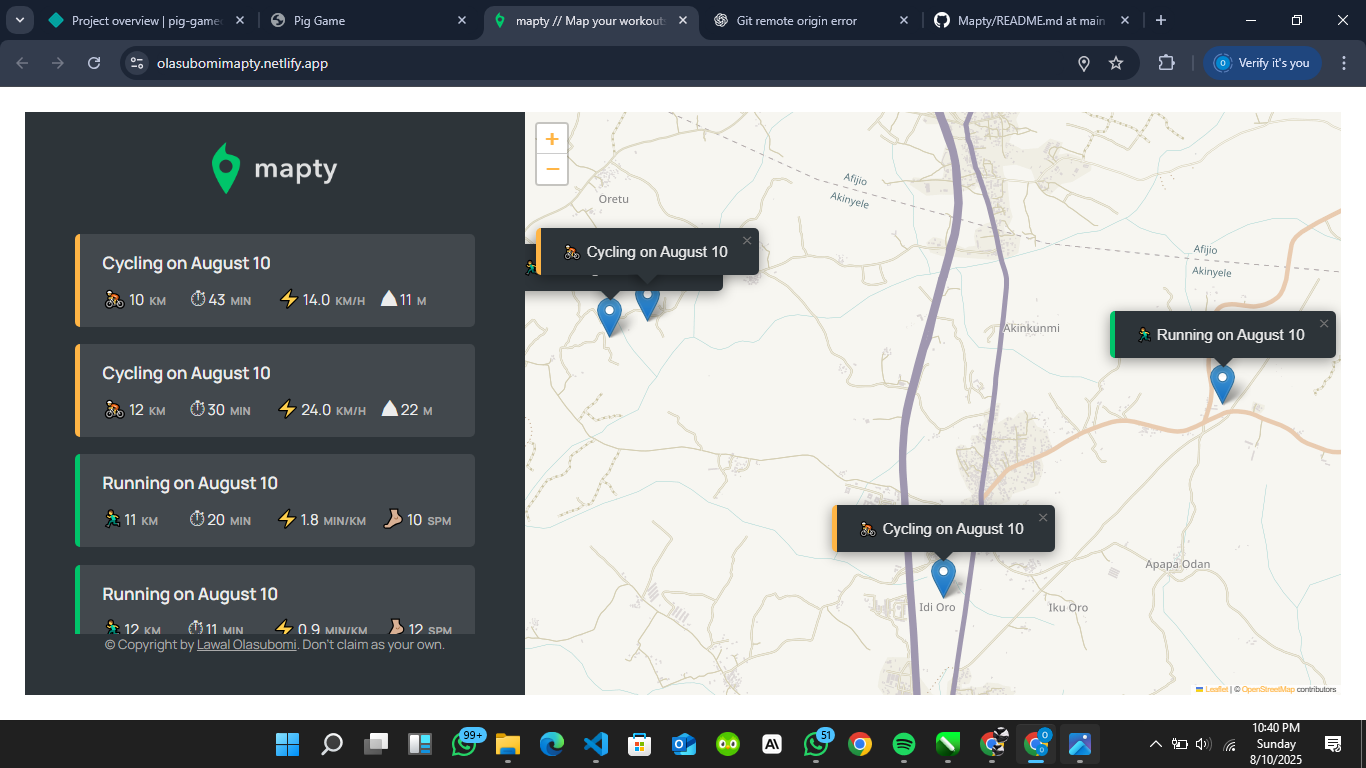 Project overview | pig-game
Pig Game
mapty // Map your workouts
Git remote origin error
Mapty/README.md at main
olasubomimapty.netlify.app
Verify it's you
mapty
Cycling on August 10
10 KM 43 MIN 14.0 KM/H 11 M
Cycling on August 10
12 KM 30 MIN 24.0 KM/H 22 M
Running on August 10
11 KM 20 MIN 1.8 MIN/KM 10 SPM
Running on August 10
12 KM 11 MIN 0.9 MIN/KM 12 SPM
© Copyright by Lawal Olasubomi. Don't claim as your own.
+
−
Oretu
Afijio
Akinyele
Cycling on August 10
Afijio
Akinyele
Akinkunmi
Running on August 10
Cycling on August 10
Apapa Odan
Idi Oro
Iku Oro
Leaflet | © OpenStreetMap contributors
99+
51
10:40 PM
Sunday
8/10/2025